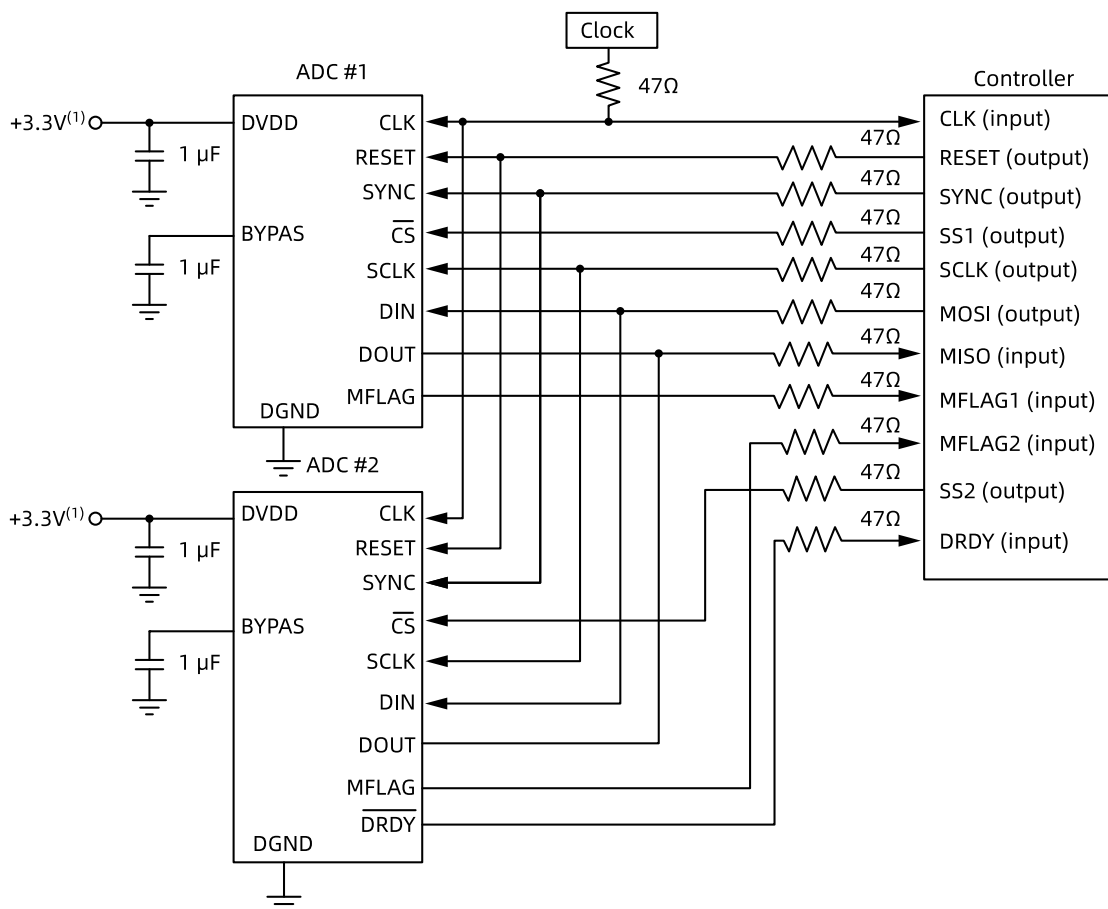 Clock
47Ω
ADC #1
Controller
+3.3V(1)
DVDD
1 μF
BYPAS
1 μF
CLK
RESET
SYNC
CS
SCLK
DIN
DOUT
MFLAG
DGND
47Ω
47Ω
47Ω
47Ω
47Ω
47Ω
47Ω
47Ω
47Ω
47Ω
CLK (input)
RESET (output)
SYNC (output)
SS1 (output)
SCLK (output)
MOSI (output)
MISO (input)
MFLAG1 (input)
MFLAG2 (input)
SS2 (output)
DRDY (input)
ADC #2
+3.3V(1)
DVDD
1 μF
BYPAS
1 μF
CLK
RESET
SYNC
CS
SCLK
DIN
DOUT
MFLAG
DRDY
DGND